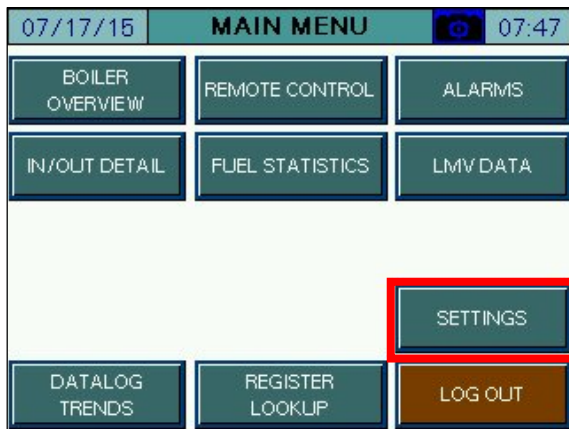 07/17/15 MAIN MENU 07:47
BOILER
OVERVIEW
REMOTE CONTROL
ALARMS
IN/OUT DETAIL
FUEL STATISTICS
LMV DATA
SETTINGS
DATALOG
TRENDS
REGISTER
LOOKUP
LOG OUT